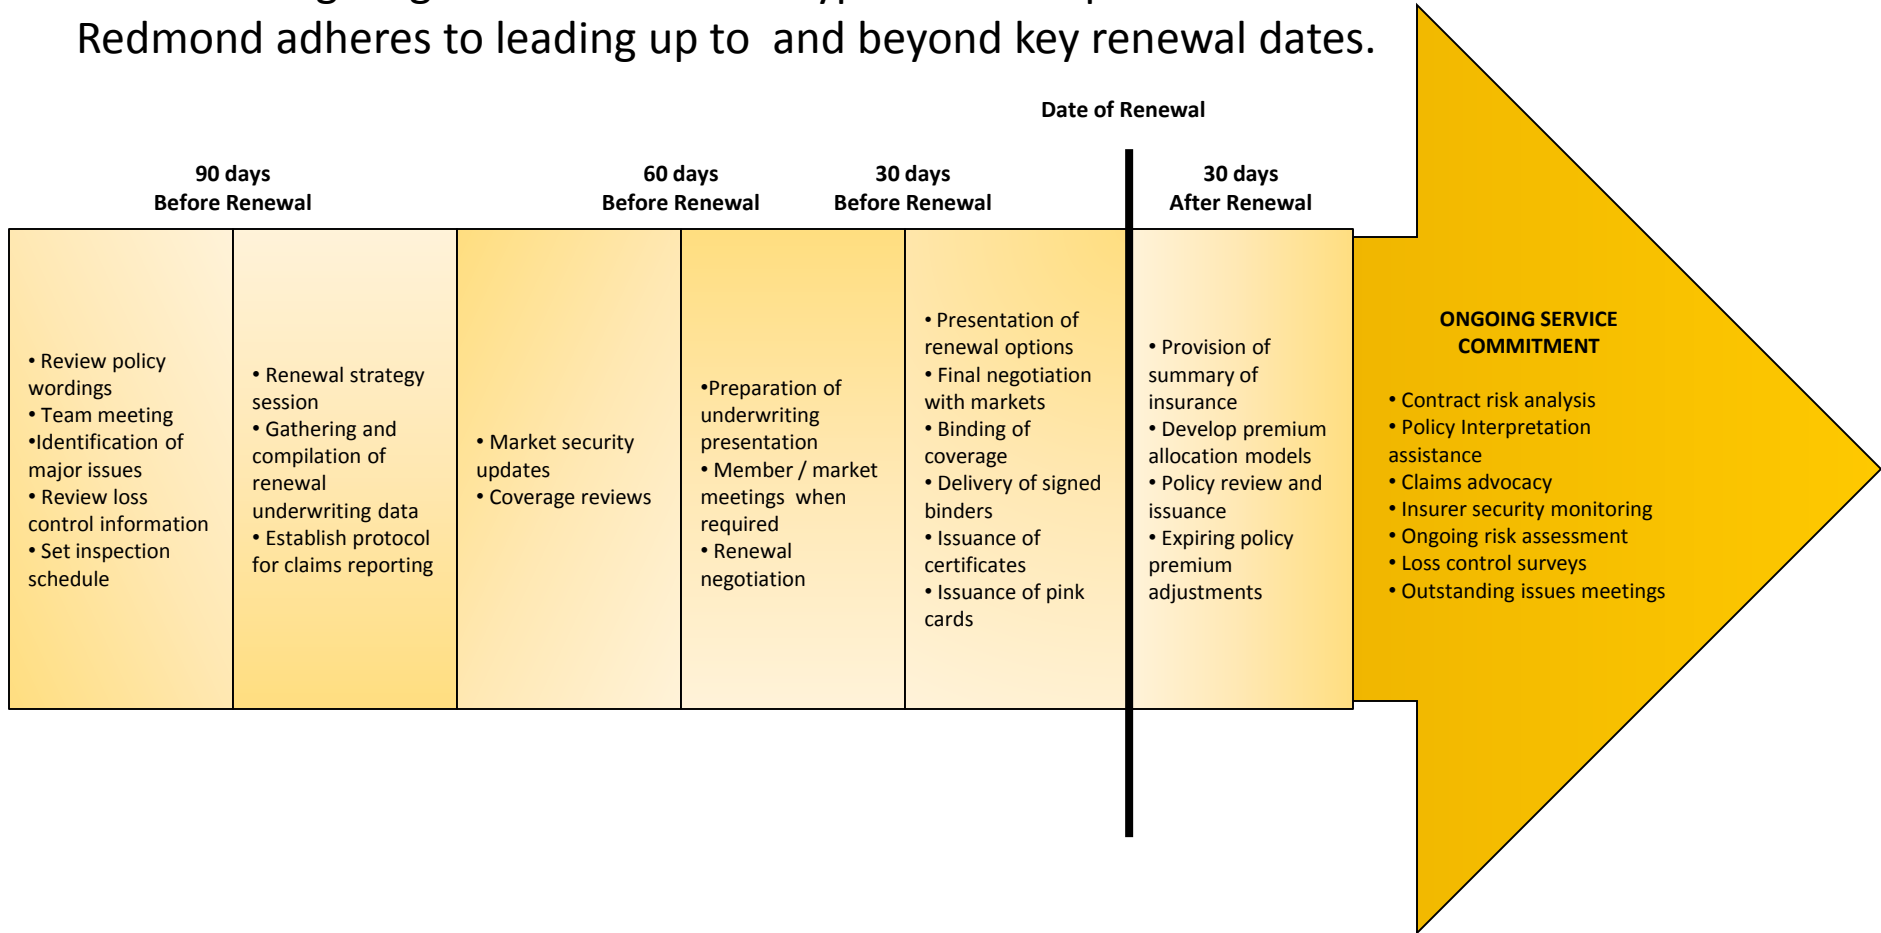 Redmond adheres to leading up to  and beyond key renewal dates.
Date of Renewal
90 days
Before Renewal
60 days
Before Renewal
30 days
Before Renewal
30 days
After Renewal
• Review policy
wordings
• Team meeting
•Identification of
major issues
• Review loss
control information
• Set inspection
schedule
• Renewal strategy
session
• Gathering and
compilation of
renewal
underwriting data
• Establish protocol
for claims reporting
• Market security
updates
• Coverage reviews
•Preparation of
underwriting
presentation
• Member / market
meetings  when
required
• Renewal
negotiation
• Presentation of
renewal options
• Final negotiation
with markets
• Binding of
coverage
• Delivery of signed
binders
• Issuance of
certificates
• Issuance of pink
cards
• Provision of
summary of
insurance
• Develop premium
allocation models
• Policy review and
issuance
• Expiring policy
premium
adjustments
ONGOING SERVICE
COMMITMENT
• Contract risk analysis
• Policy Interpretation
assistance
• Claims advocacy
• Insurer security monitoring
• Ongoing risk assessment
• Loss control surveys
• Outstanding issues meetings